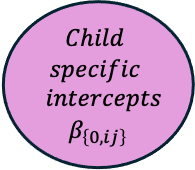 Child
specific
intercepts
β{0,ij}